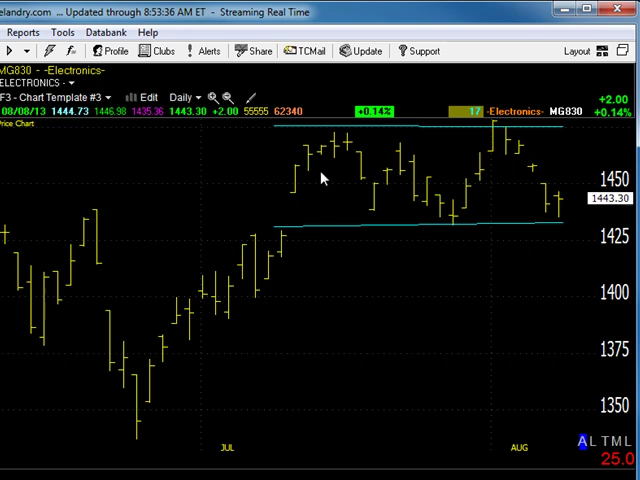 elandry.com ... Updated through 8:53:36 AM ET - Streaming Real Time
Reports Tools Databank Help
Profile Clubs Alerts Share TCMail Update Support Layout
MG830 - -Electronics-
ELECTRONICS -
F3 - Chart Template #3 Edit Daily
+2.00
08/08/13 1444.73 1446.98 1435.36 1443.30 +2.00 55555 62340 +0.14% 17 -Electronics- MG830 +0.14%
Price Chart
1450
1443.30
1425
1400
1375
1350
JUL AUG
A L T M L
25.0